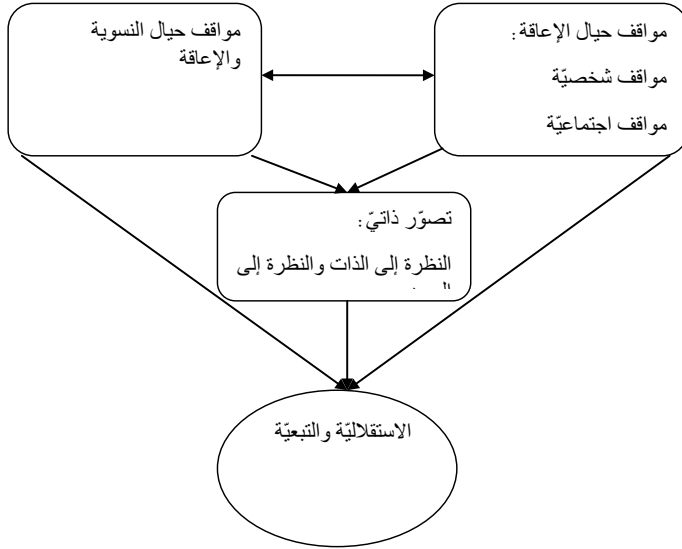 مواقف حيال الإعاقة:
مواقف شخصيّة
مواقف اجتماعيّة
مواقف حيال النسوية
والإعاقة
تصوّر ذاتيّ:
النظرة إلى الذات والنظرة إلى
الاستقلاليّة والتبعيّة